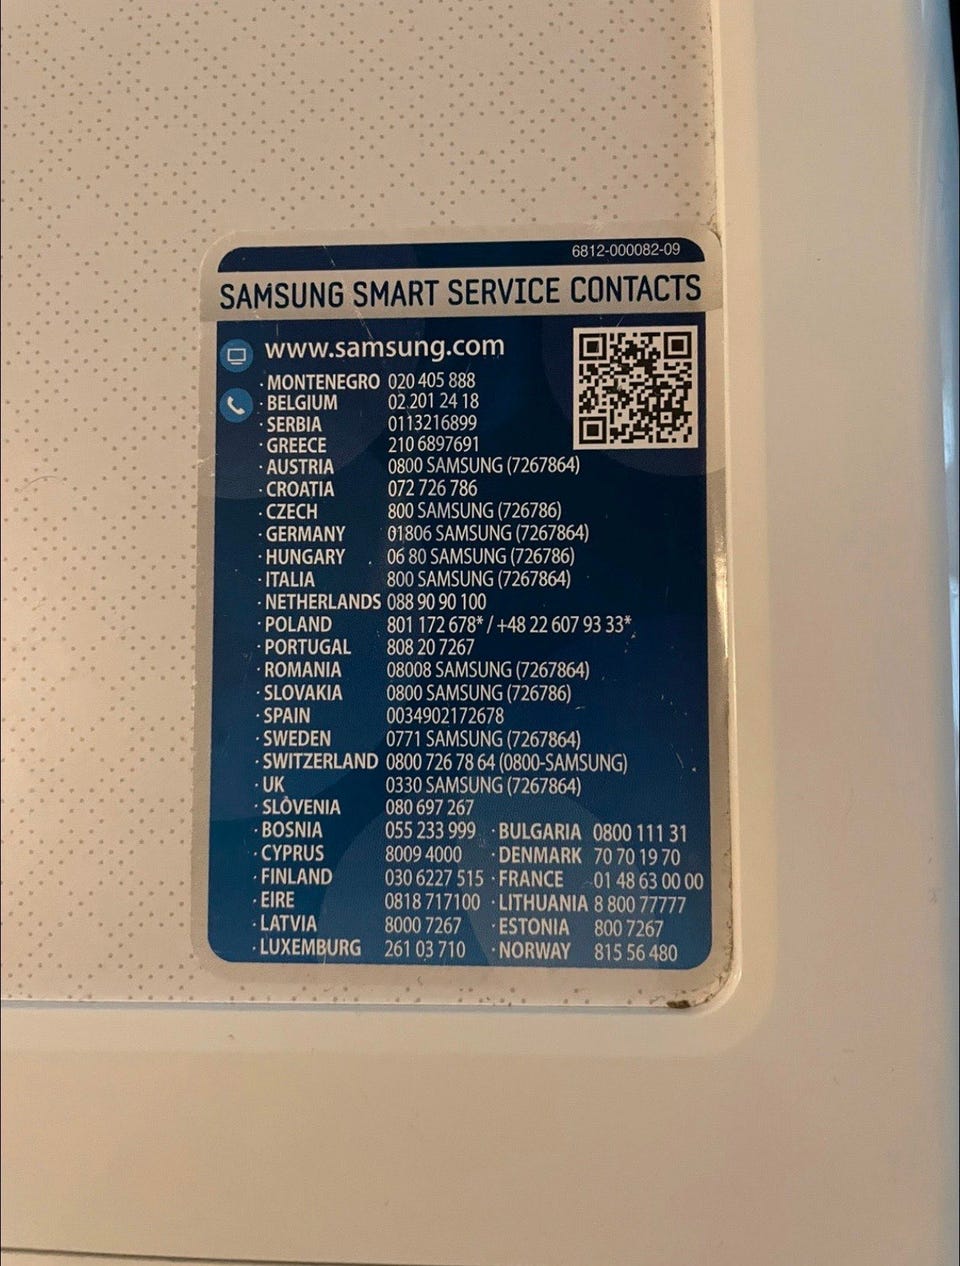 6812-000082-09
SAMSUNG SMART SERVICE CONTACTS
www.samsung.com
· MONTENEGRO 020 405 888
· BELGIUM 02 201 24 18
· SERBIA 0113216899
· GREECE 210 6897691
· AUSTRIA 0800 SAMSUNG (7267864)
· CROATIA 072 726 786
· CZECH 800 SAMSUNG (726786)
· GERMANY 01806 SAMSUNG (7267864)
· HUNGARY 06 80 SAMSUNG (726786)
· ITALIA 800 SAMSUNG (7267864)
· NETHERLANDS 088 90 90 100
· POLAND 801 172 678* / +48 22 607 93 33*
· PORTUGAL 808 20 7267
· ROMANIA 08008 SAMSUNG (7267864)
· SLOVAKIA 0800 SAMSUNG (726786)
· SPAIN 0034902172678
· SWEDEN 0771 SAMSUNG (7267864)
· SWITZERLAND 0800 726 78 64 (0800-SAMSUNG)
· UK 0330 SAMSUNG (7267864)
· SLOVENIA 080 697 267
· BOSNIA 055 233 999 · BULGARIA 0800 111 31
· CYPRUS 8009 4000 · DENMARK 70 70 19 70
· FINLAND 030 6227 515 · FRANCE 01 48 63 00 00
· EIRE 0818 717100 · LITHUANIA 8 800 77777
· LATVIA 8000 7267 · ESTONIA 800 7267
· LUXEMBURG 261 03 710 · NORWAY 815 56 480